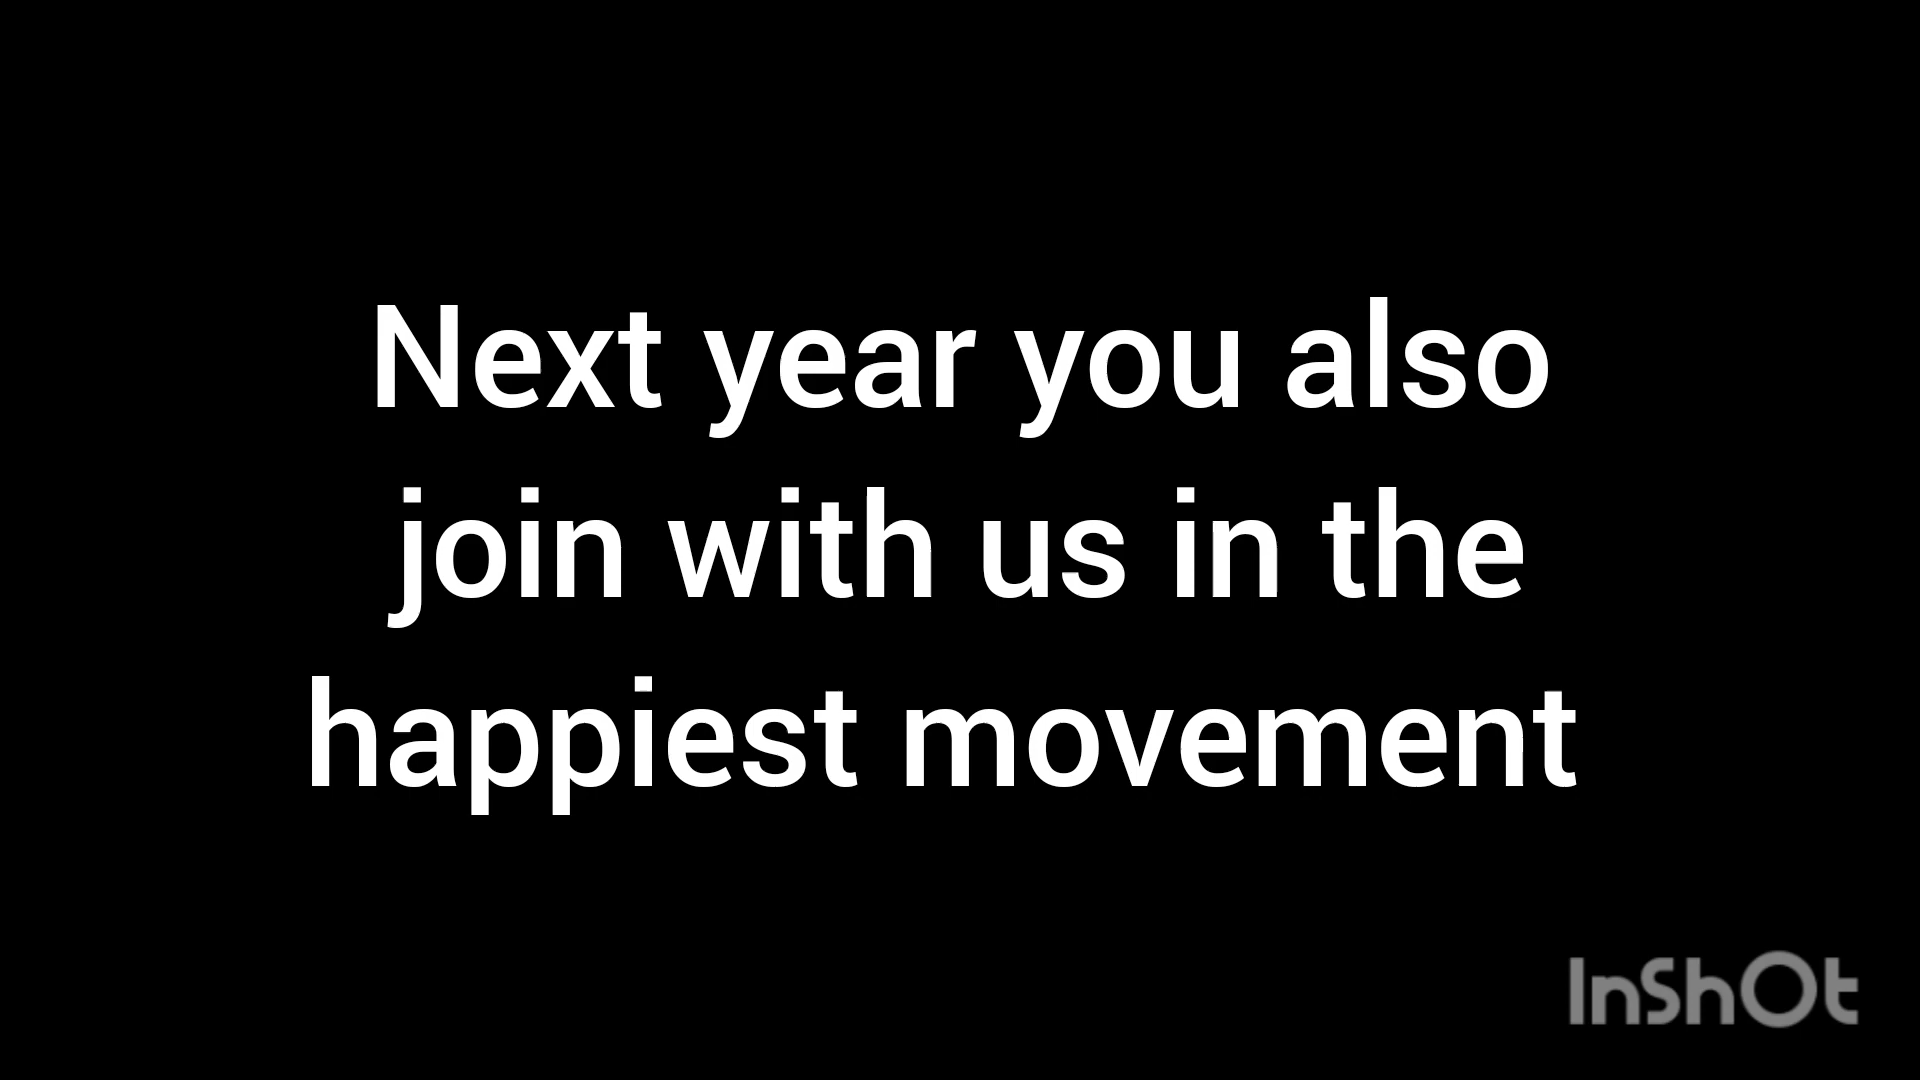 Next year you also
join with us in the
happiest movement
InShOt